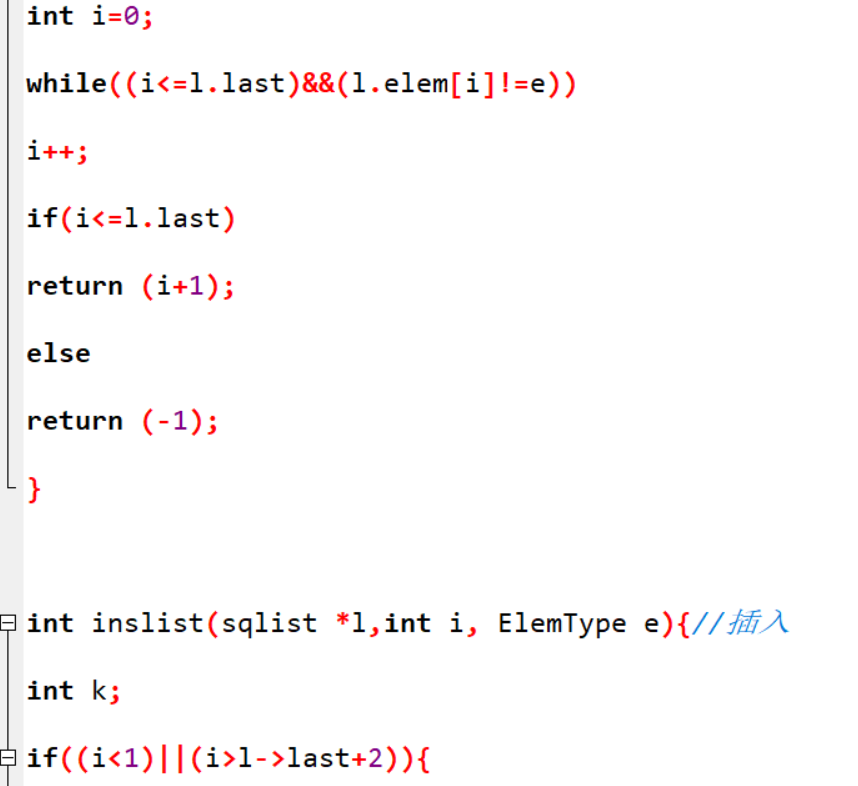 int i=0;
while((i<=l.last)&&(l.elem[i]!=e))
i++;
if(i<=l.last)
return (i+1);
else
return (-1);
}
int inslist(sqlist *l,int i, ElemType e){//插入
int k;
if((i<1)||(i>l->last+2)){